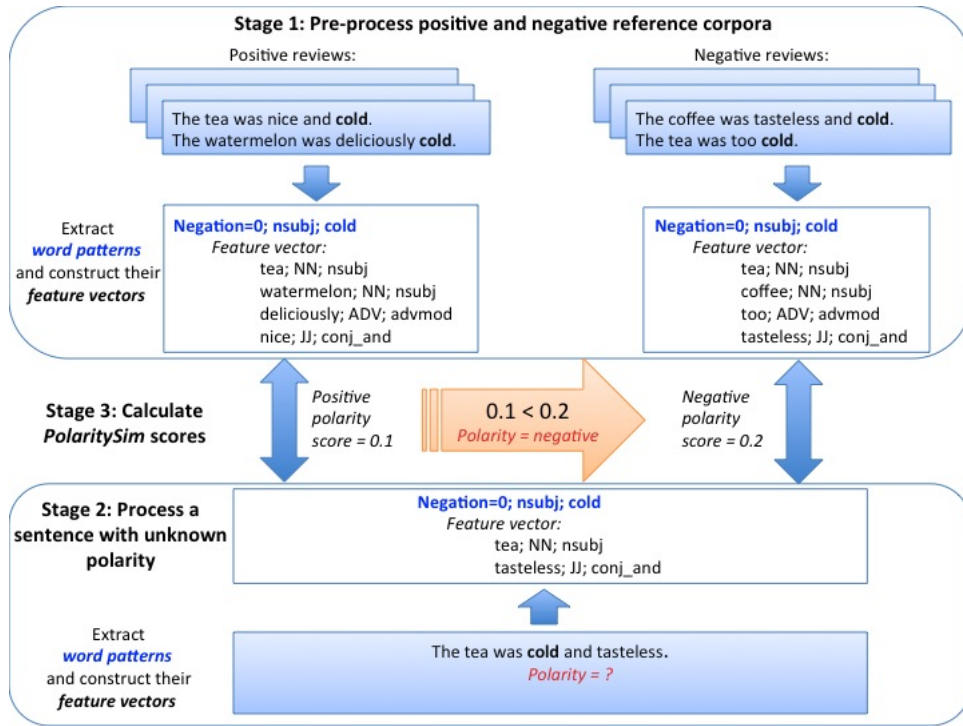 Stage 1: Pre-process positive and negative reference corpora
Positive reviews:
The tea was nice and cold.
The watermelon was deliciously cold.
Negative reviews:
The coffee was tasteless and cold.
The tea was too cold.
Extract
word patterns
and construct their
feature vectors
Negation=0; nsubj; cold
Feature vector:
tea; NN; nsubj
watermelon; NN; nsubj
deliciously; ADV; advmod
nice; JJ; conj_and
Negation=0; nsubj; cold
Feature vector:
tea; NN; nsubj
coffee; NN; nsubj
too; ADV; advmod
tasteless; JJ; conj_and
Stage 3: Calculate
PolaritySim scores
Positive
polarity
score = 0.1
0.1 < 0.2
Polarity = negative
Negative
polarity
score = 0.2
Stage 2: Process a
sentence with unknown
polarity
Negation=0; nsubj; cold
Feature vector:
tea; NN; nsubj
tasteless; JJ; conj_and
Extract
word patterns
and construct their
feature vectors
The tea was cold and tasteless.
Polarity = ?